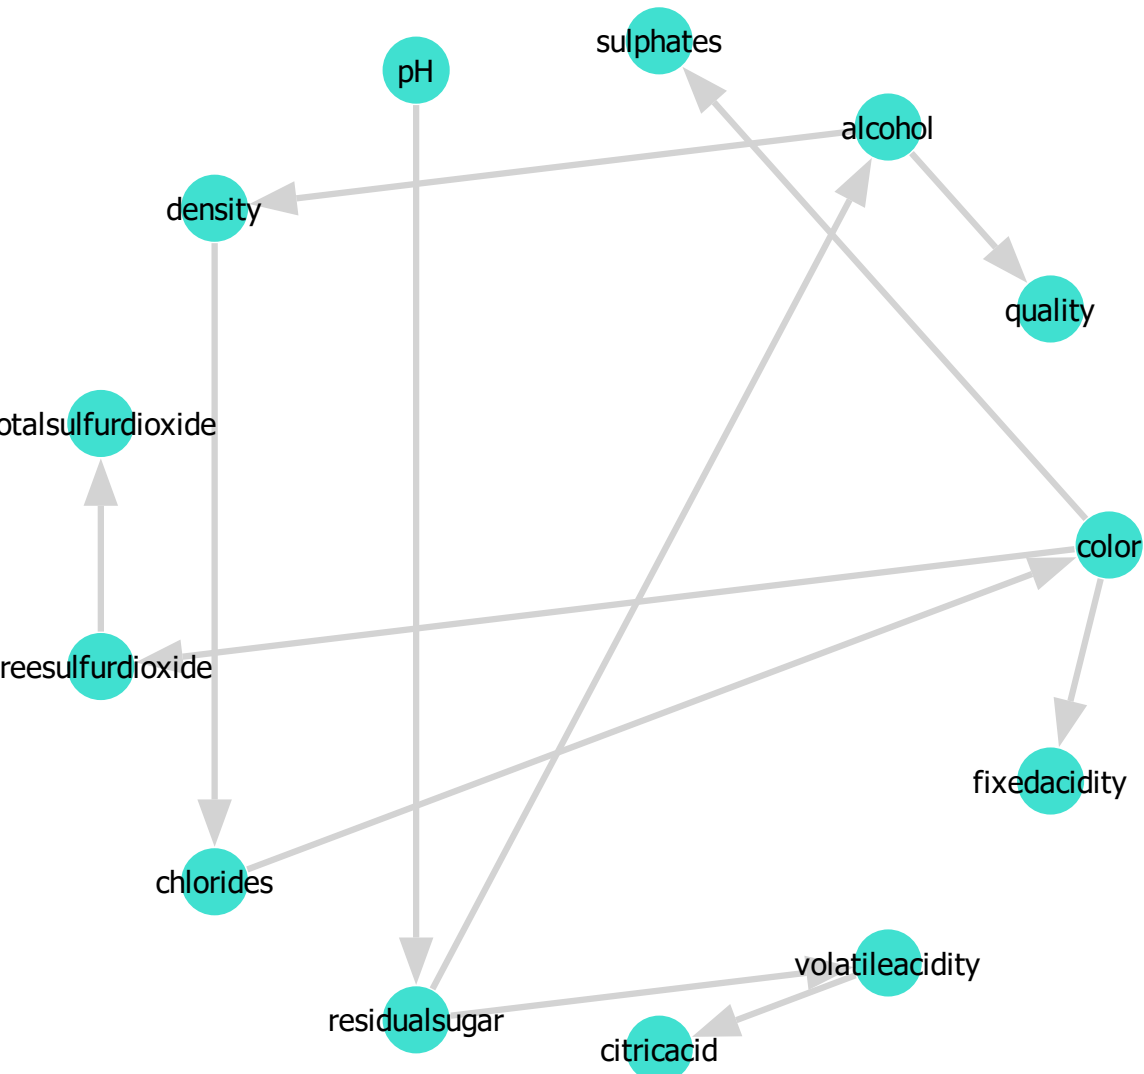 sulphates
pH
alcohol
density
quality
otalsulfurdioxide
color
reesulfurdioxide
fixedacidity
chlorides
volatileacidity
residualsugar
citricacid